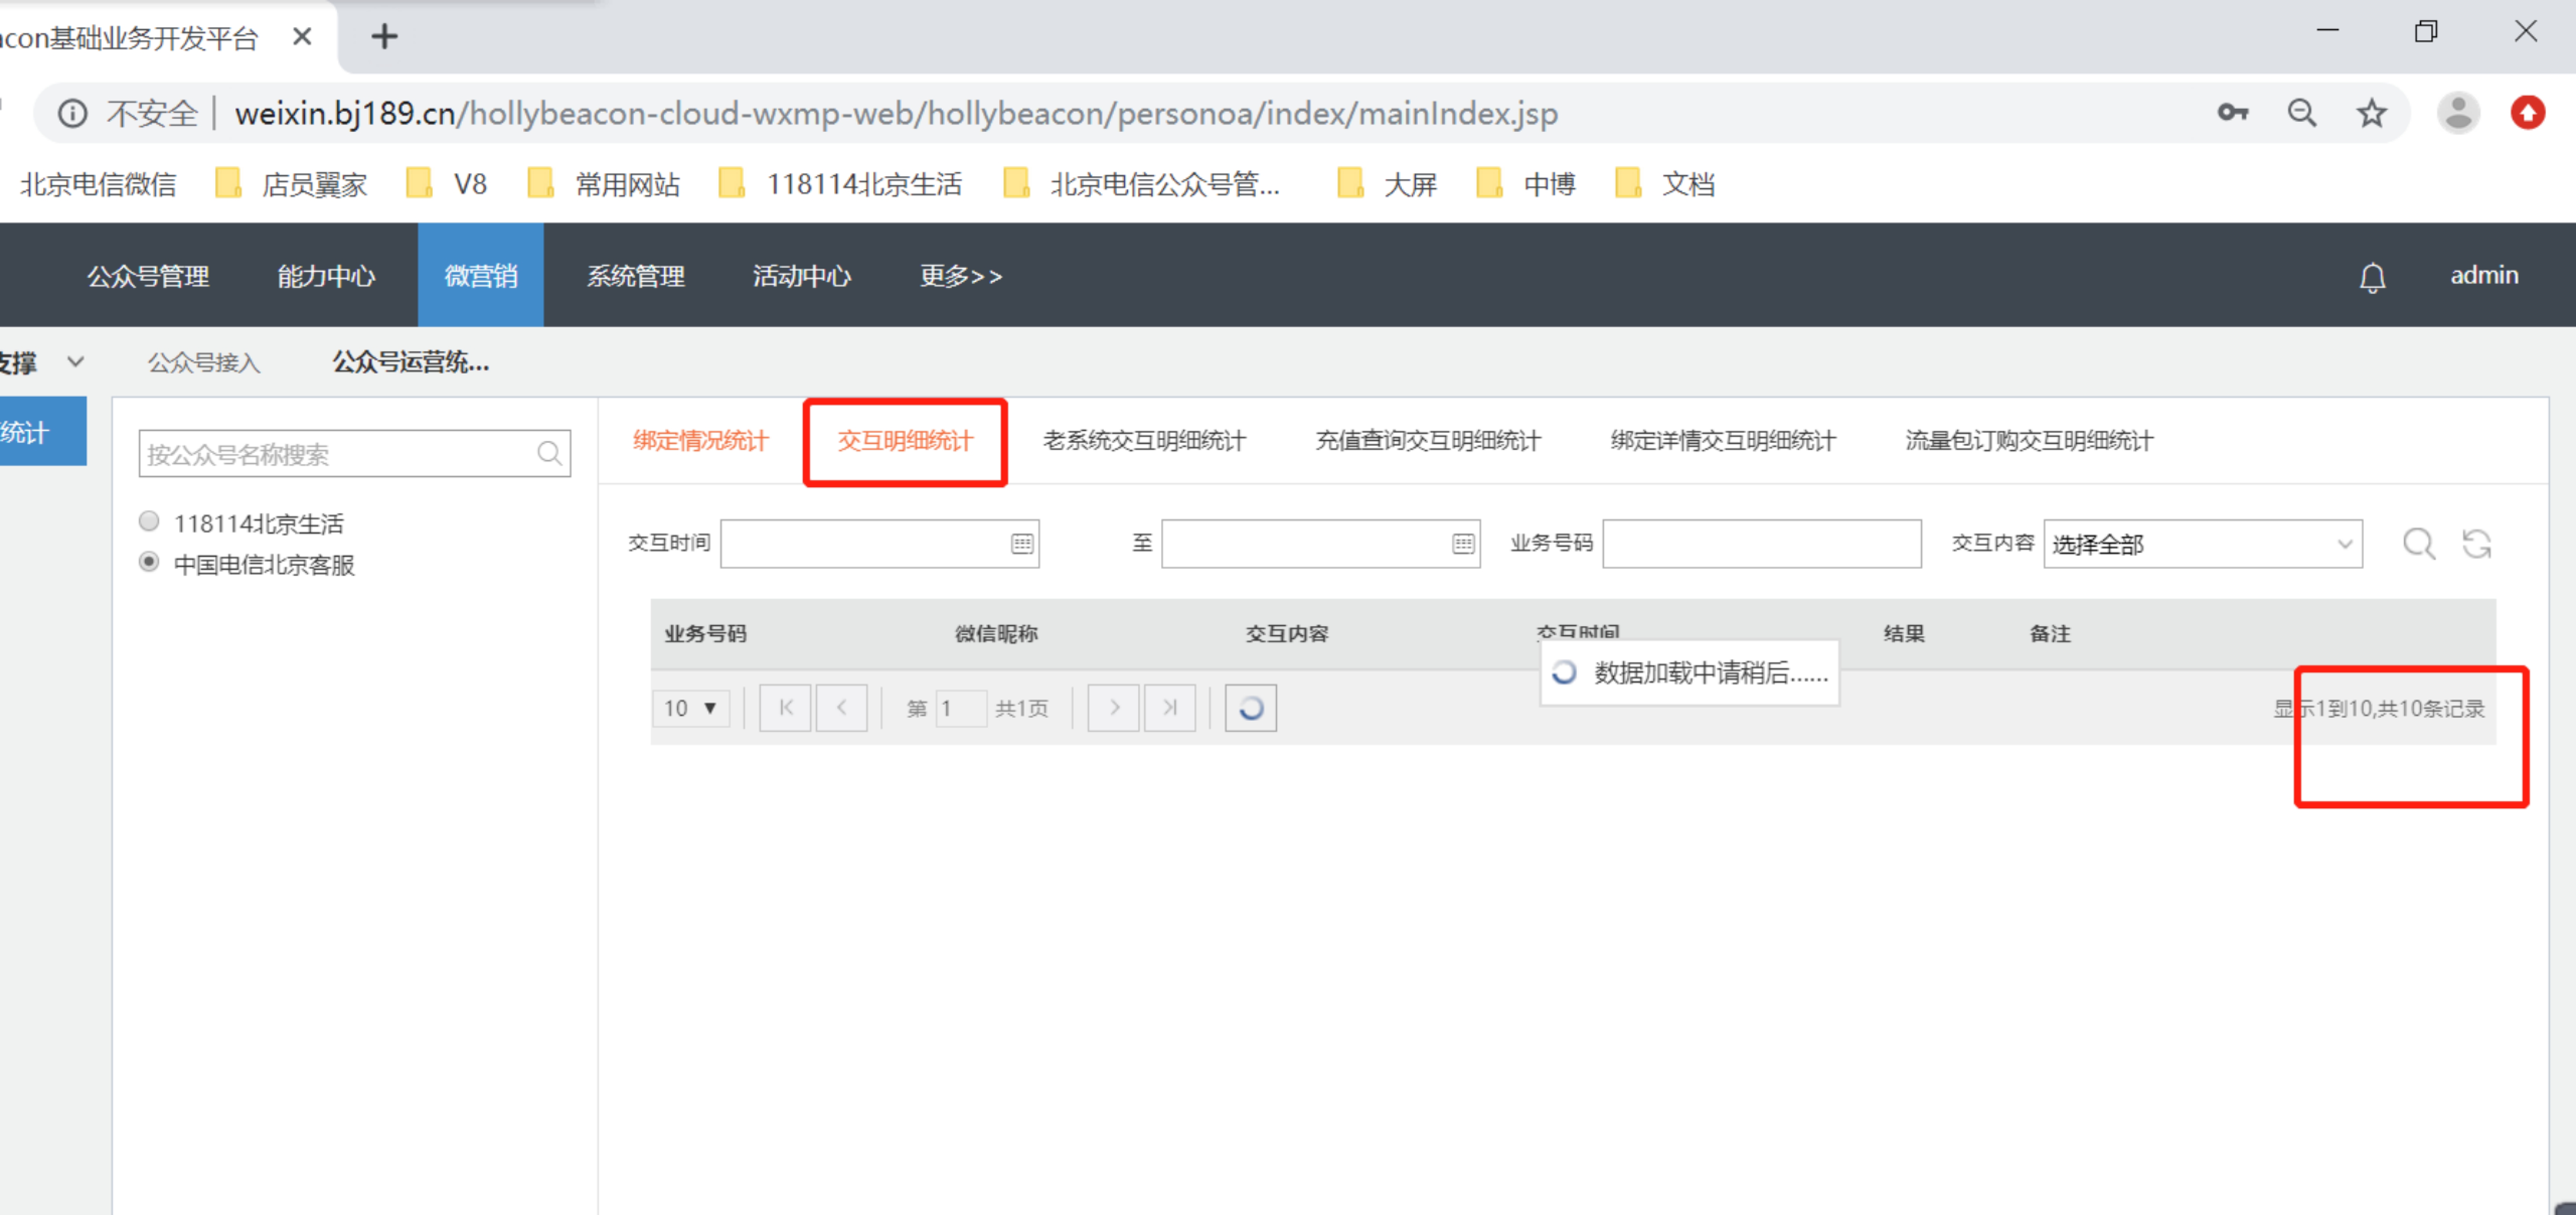 acon基础业务开发平台
不安全 weixin.bj189.cn/hollybeacon-cloud-wxmp-web/hollybeacon/personoa/index/mainIndex.jsp
北京电信微信 店员翼家 V8 常用网站 118114北京生活 北京电信公众号管... 大屏 中博 文档
公众号管理 能力中心 微营销 系统管理 活动中心 更多>> admin
支撑 公众号接入 公众号运营统...
统计
按公众号名称搜索
118114北京生活
中国电信北京客服
绑定情况统计 交互明细统计 老系统交互明细统计 充值查询交互明细统计 绑定详情交互明细统计 流量包订购交互明细统计
交互时间 至 业务号码 交互内容 选择全部
业务号码 微信昵称 交互内容 交互时间 结果 备注
数据加载中请稍后......
10 第 1 共1页 显示1到10,共10条记录